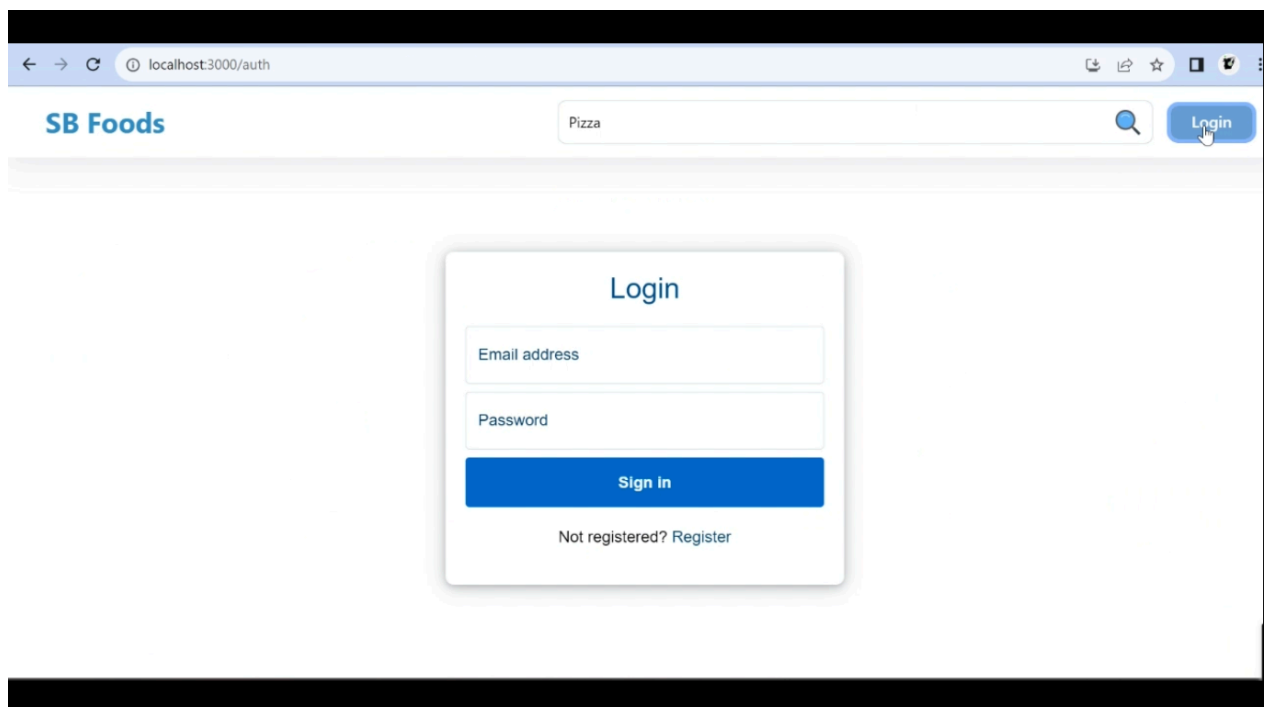 localhost:3000/auth
SB Foods
Pizza
Login
Login
Email address
Password
Sign in
Not registered? Register